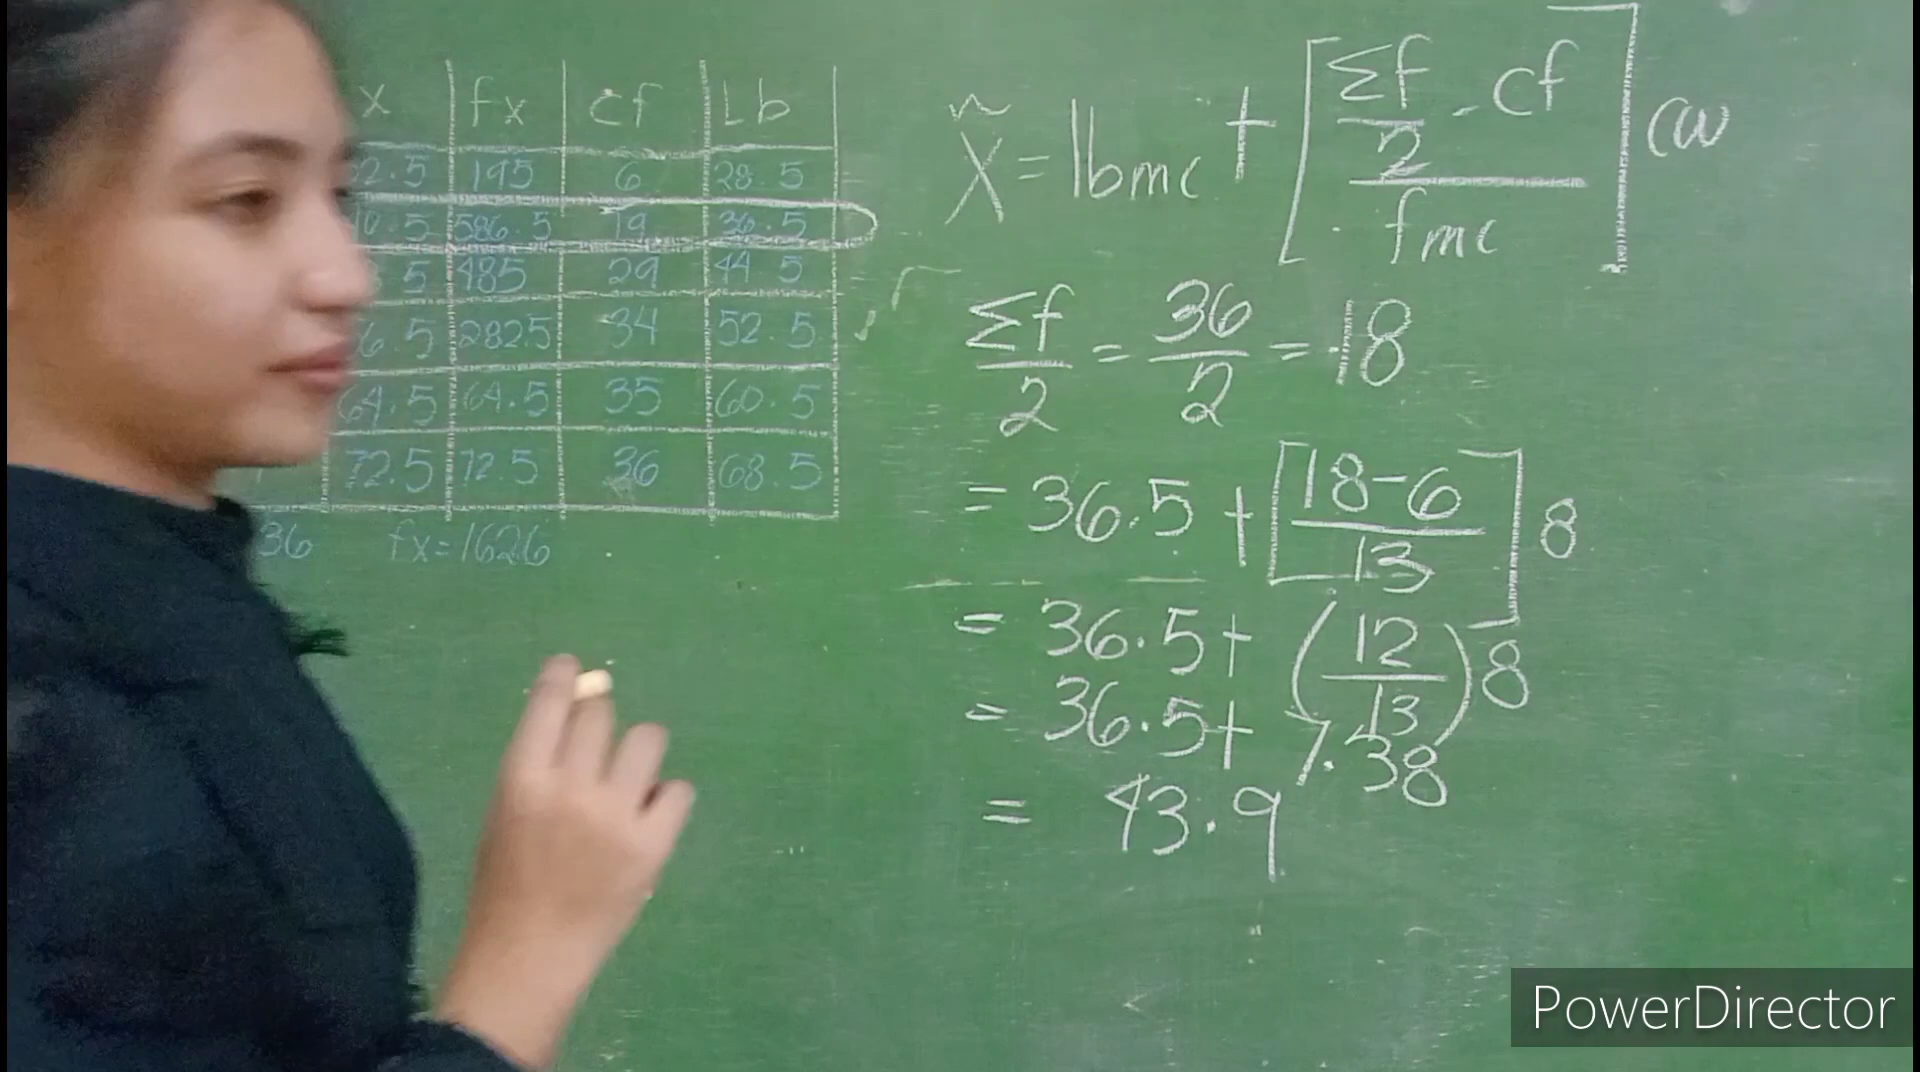 x fx cf Lb
2.5 195 6 28.5
0.5 586.5 19 36.5
5 485 29 44 5
6.5 282.5 34 52.5
64.5 64.5 35 60.5
72.5 72.5 36 68.5
36 fx=1626
x̃ = lbmc + [Σf/2 - cf / fmc] cw
Σf/2 = 36/2 = 18
= 36.5 + [18-6/13] 8
= 36.5 + (12/13) 8
= 36.5 + 7.38
= 43.9
PowerDirector